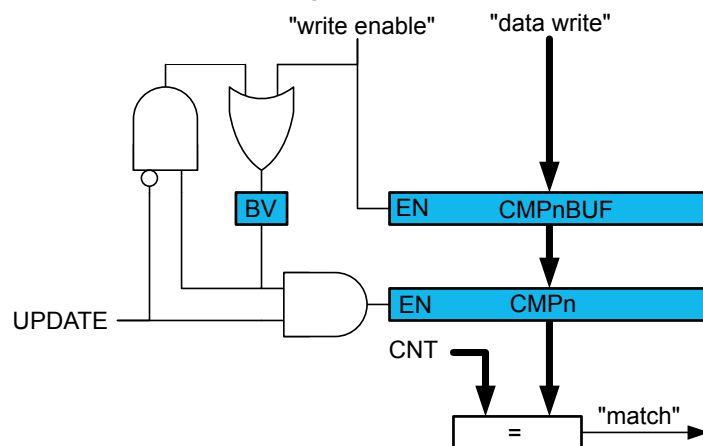 "write enable" "data write"
BV
EN CMPnBUF
EN CMPn
UPDATE
CNT
= "match"